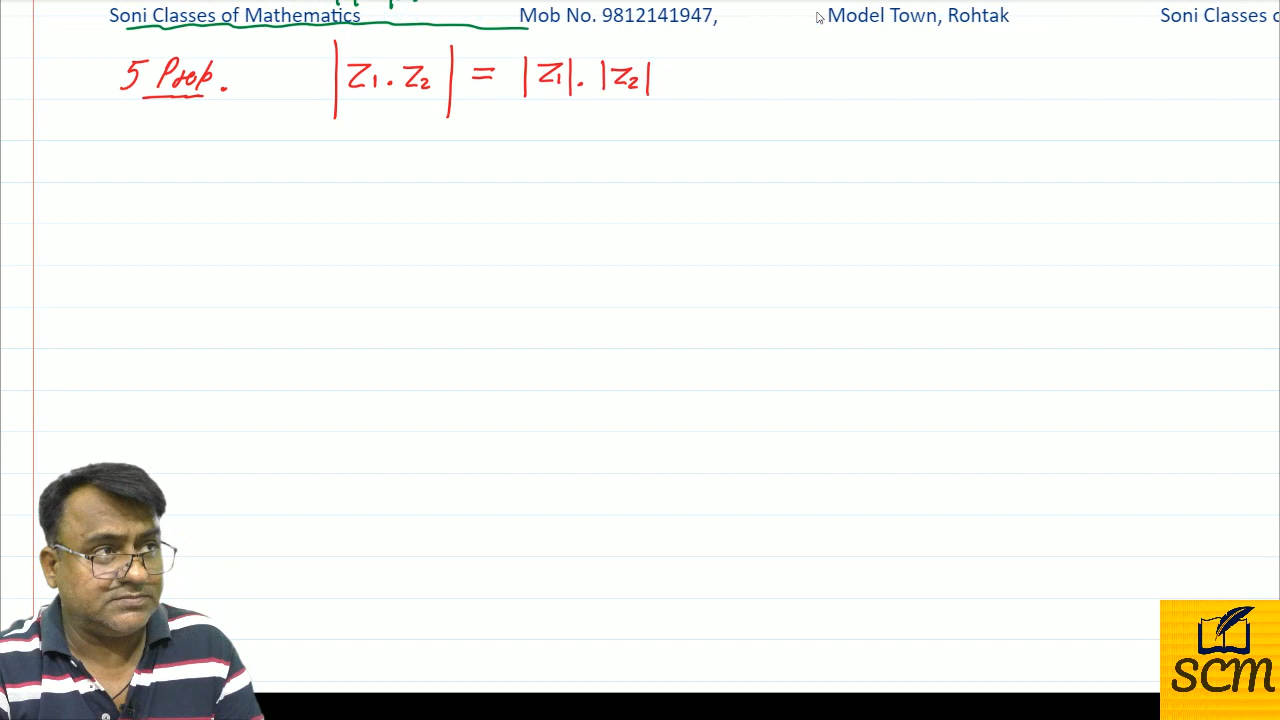 Soni Classes of Mathematics Mob No. 9812141947, Model Town, Rohtak Soni Classes
5 Prop. |Z1 . Z2| = |Z1| . |Z2|
SCM